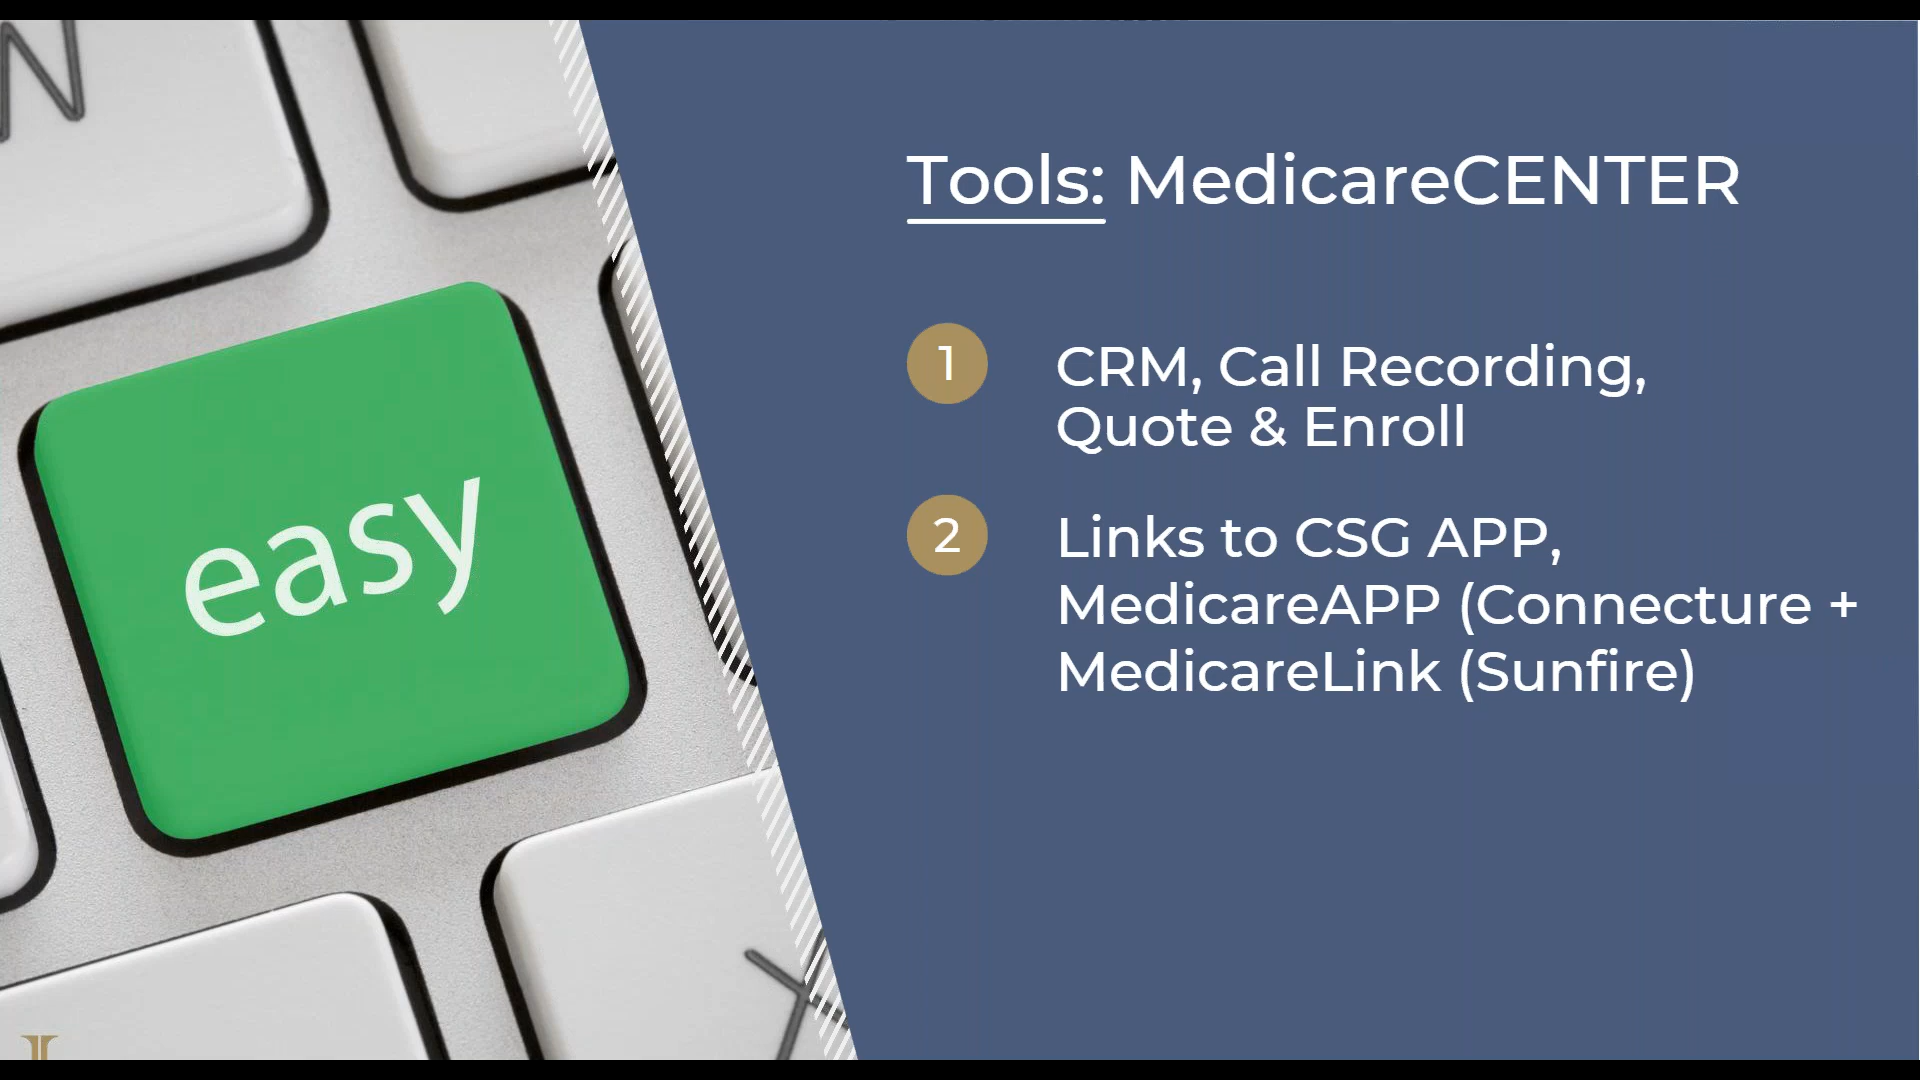 Tools: MedicareCENTER
1 CRM, Call Recording,
Quote & Enroll
2 Links to CSG APP,
MedicareAPP (Connecture +
MedicareLink (Sunfire)
easy